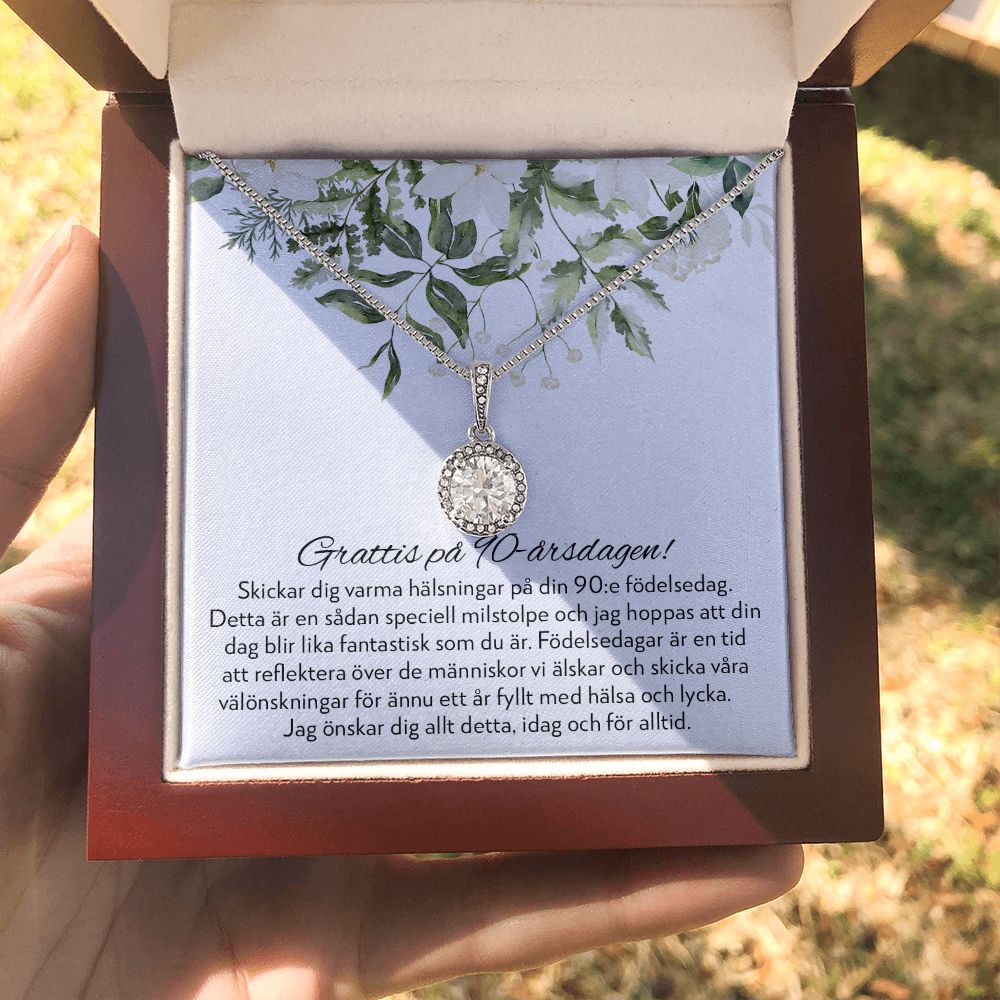 Grattis på 90-årsdagen!
Skickar dig varma hälsningar på din 90:e födelsedag.
Detta är en sådan speciell milstolpe och jag hoppas att din
dag blir lika fantastisk som du är. Födelsedagar är en tid
att reflektera över de människor vi älskar och skicka våra
välönskningar för ännu ett år fyllt med hälsa och lycka.
Jag önskar dig allt detta, idag och för alltid.